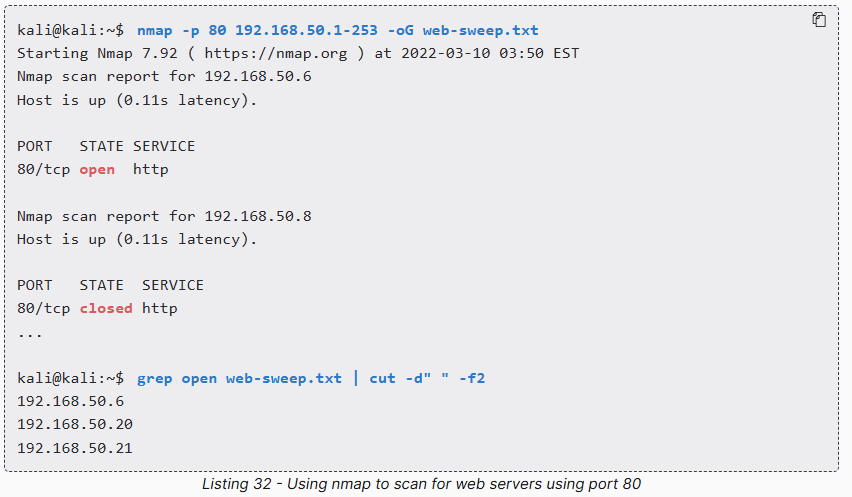 kali@kali:~$ nmap -p 80 192.168.50.1-253 -oG web-sweep.txt
Starting Nmap 7.92 ( https://nmap.org ) at 2022-03-10 03:50 EST
Nmap scan report for 192.168.50.6
Host is up (0.11s latency).

PORT   STATE SERVICE
80/tcp open  http

Nmap scan report for 192.168.50.8
Host is up (0.11s latency).

PORT   STATE  SERVICE
80/tcp closed http
...

kali@kali:~$ grep open web-sweep.txt | cut -d" " -f2
192.168.50.6
192.168.50.20
192.168.50.21
Listing 32 - Using nmap to scan for web servers using port 80